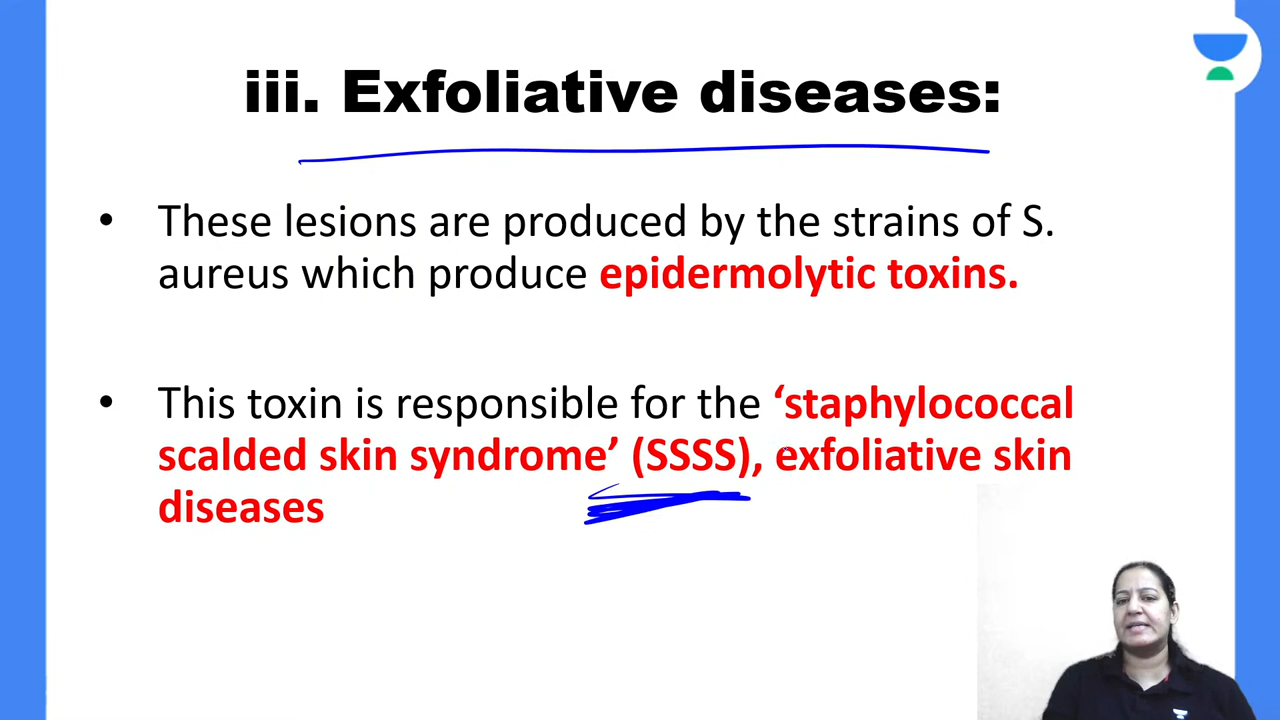 iii. Exfoliative diseases:
• These lesions are produced by the strains of S.
aureus which produce epidermolytic toxins.
• This toxin is responsible for the ‘staphylococcal
scalded skin syndrome’ (SSSS), exfoliative skin
diseases